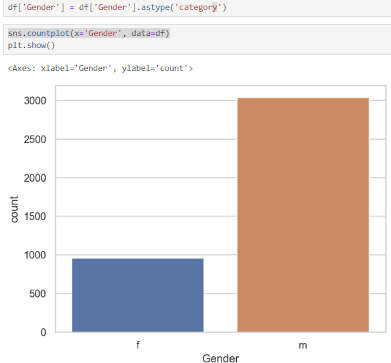 df['Gender'] = df['Gender'].astype('category')
sns.countplot(x='Gender', data=df)
plt.show()
<Axes: xlabel='Gender', ylabel='count'>
3000
2500
2000
1500
1000
500
0
count
f m
Gender